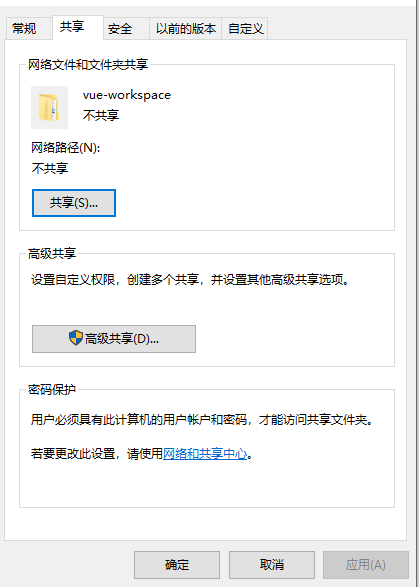 常规 共享 安全 以前的版本 自定义
网络文件和文件夹共享
vue-workspace
不共享
网络路径(N):
不共享
共享(S)...
高级共享
设置自定义权限，创建多个共享，并设置其他高级共享选项。
高级共享(D)...
密码保护
用户必须具有此计算机的用户帐户和密码，才能访问共享文件夹。
若要更改此设置，请使用网络和共享中心。
确定 取消 应用(A)